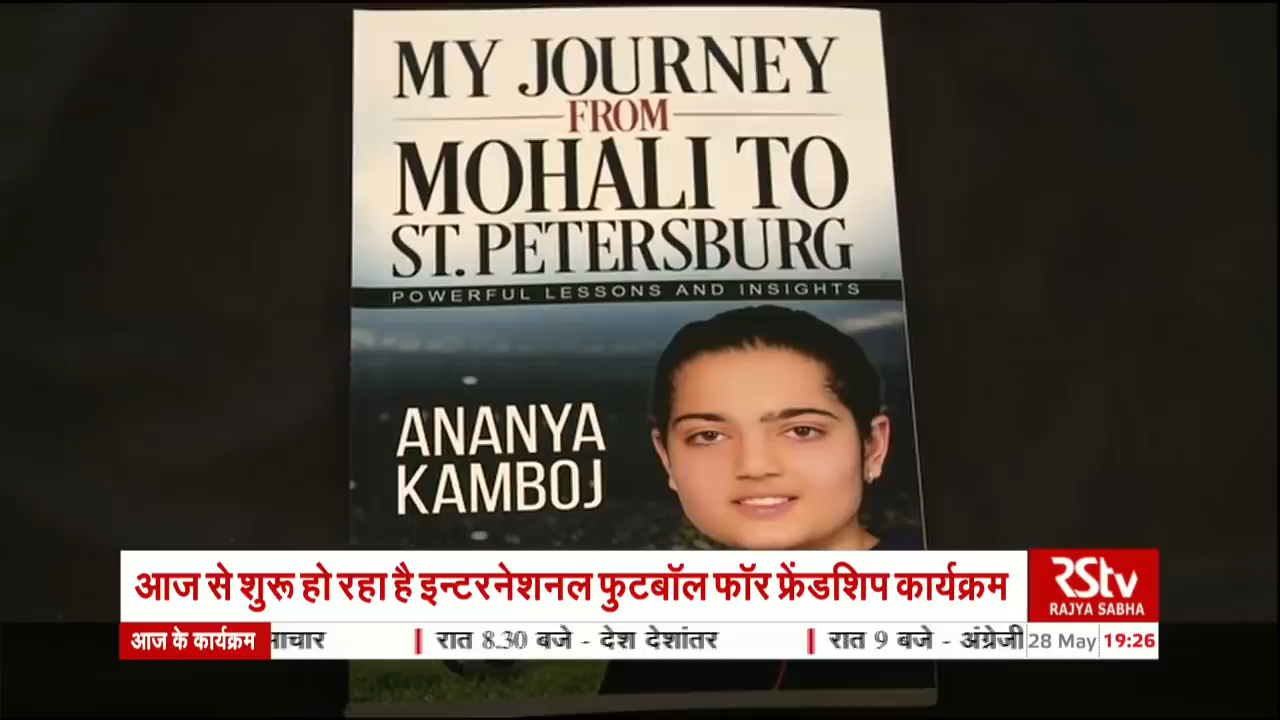 MY JOURNEY
FROM
MOHALI TO
ST. PETERSBURG
POWERFUL LESSONS AND INSIGHTS
ANANYA
KAMBOJ
आज से शुरू हो रहा है इन्टरनेशनल फुटबॉल फॉर फ्रेंडशिप कार्यक्रम
RStv
RAJYA SABHA
आज के कार्यक्रम
| रात 8.30 बजे - देश देशांतर | रात 9 बजे - अंग्रेजी
28 May 19:26